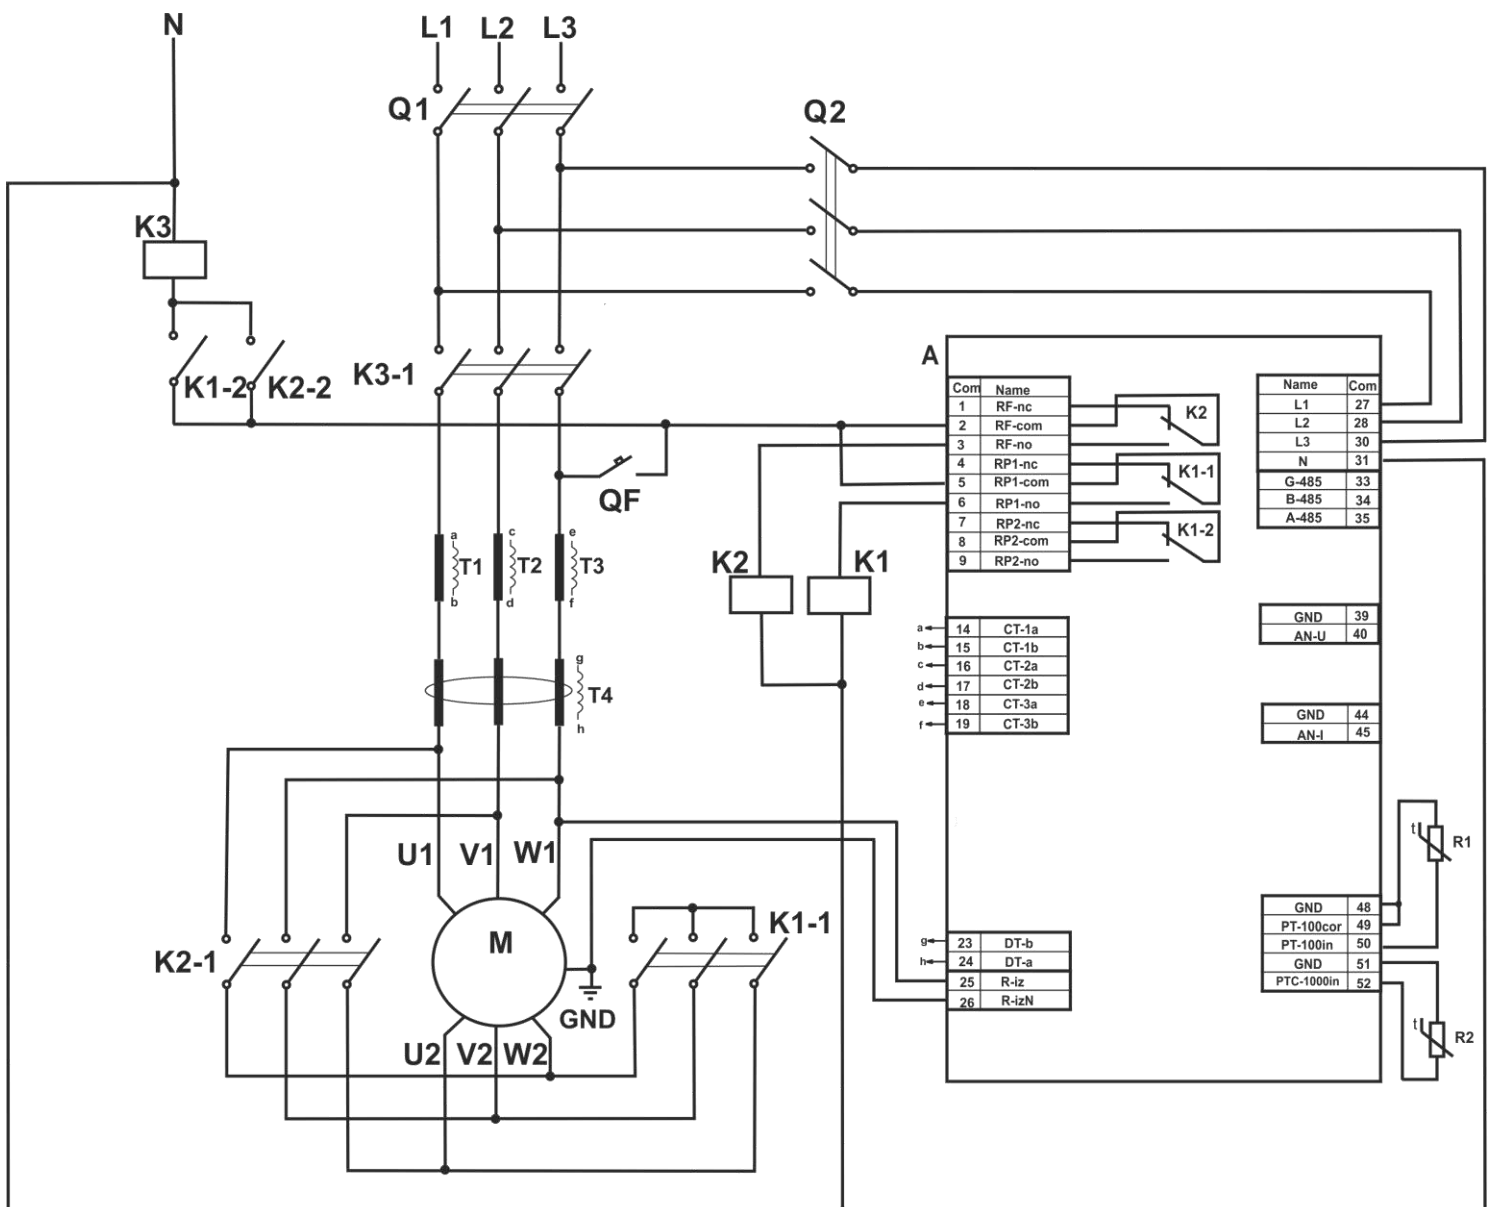 N
L1 L2 L3
Q1
Q2
K3
K1-2 K2-2
K3-1
QF
a
T1
b
c
T2
d
e
T3
f
g
T4
h
U1 V1 W1
M
GND
U2 V2 W2
K2-1
K1-1
K2
K1
A
Com Name
1 RF-nc
2 RF-com
3 RF-no
4 RP1-nc
5 RP1-com
6 RP1-no
7 RP2-nc
8 RP2-com
9 RP2-no
K2
K1-1
K1-2
a 14 CT-1a
b 15 CT-1b
c 16 CT-2a
d 17 CT-2b
e 18 CT-3a
f 19 CT-3b
g 23 DT-b
h 24 DT-a
25 R-iz
26 R-izN
Name Com
L1 27
L2 28
L3 30
N 31
G-485 33
B-485 34
A-485 35
GND 39
AN-U 40
GND 44
AN-I 45
GND 48
PT-100cor 49
PT-100in 50
GND 51
PTC-1000in 52
t R1
t R2